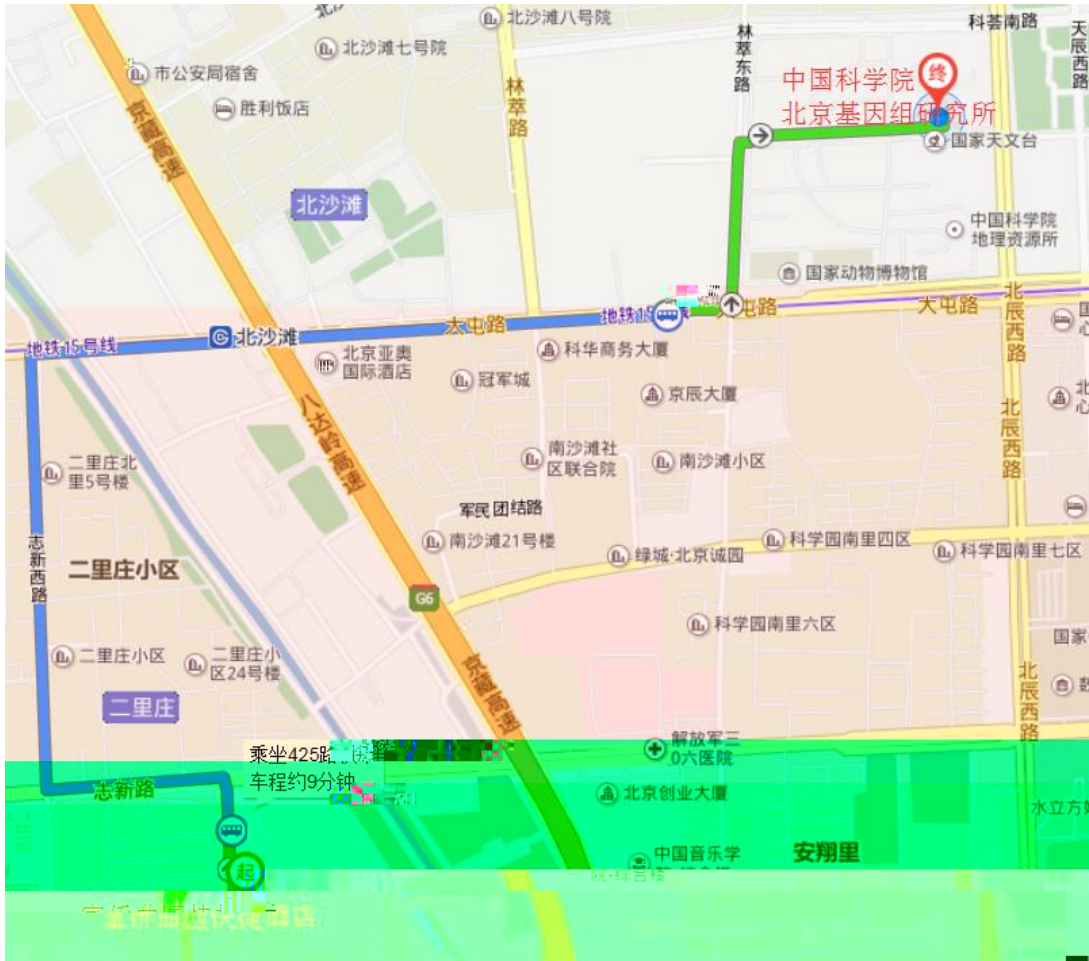 北沙滩八号院
科荟南路
北沙滩七号院
天辰西路
林萃东路
市公安局宿舍
中国科学院
终
林萃路
胜利饭店
北京基因组研究所
京藏高速
国家天文台
北沙滩
中国科学院
地理资源所
国家动物博物馆
北辰西路
大屯路
地铁15
大屯路
北沙滩
地铁15号线
科华商务大厦
北京亚奥
国际酒店
冠军城
京辰大厦
八达岭高速
北辰西路
南沙滩社
区联合院
南沙滩小区
二里庄北
里5号楼
军民团结路
志新西路
南沙滩21号楼
科学园南里四区
科学园南里七区
绿城·北京诚园
二里庄小区
G6
科学园南里六区
国家
二里庄小区
二里庄小
区24号楼
京藏高速
北辰西路
二里庄
解放军三
0六医院
乘坐425路
车程约9分钟
志新路
北京创业大厦
水立方
中国音乐学
安翔里
起